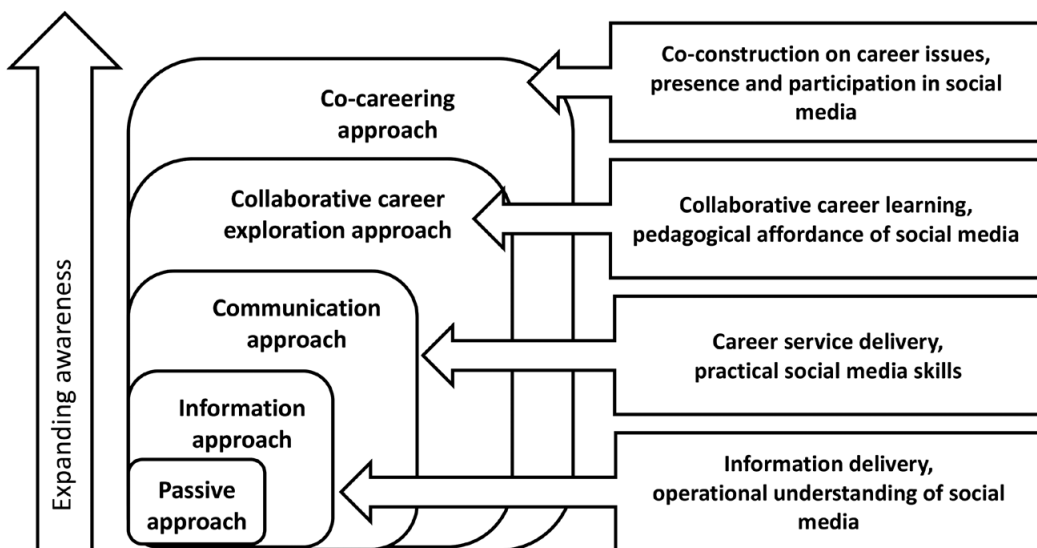 Expanding awareness
Co-careering
approach
Collaborative career
exploration approach
Communication
approach
Information
approach
Passive
approach
Co-construction on career issues,
presence and participation in social
media
Collaborative career learning,
pedagogical affordance of social media
Career service delivery,
practical social media skills
Information delivery,
operational understanding of social
media